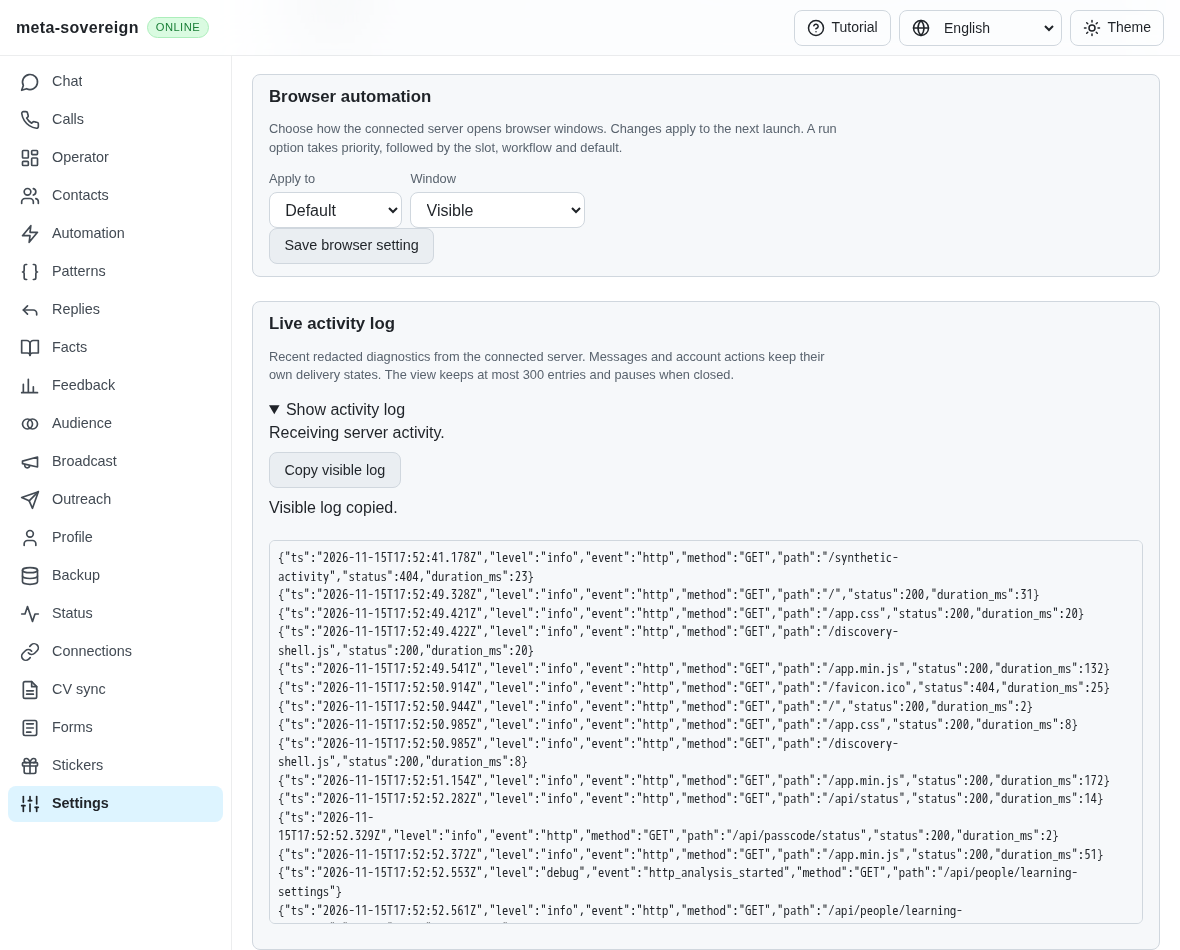 meta-sovereign ONLINE Tutorial English Theme
Chat
Calls
Operator
Contacts
Automation
Patterns
Replies
Facts
Feedback
Audience
Broadcast
Outreach
Profile
Backup
Status
Connections
CV sync
Forms
Stickers
Settings
Browser automation
Choose how the connected server opens browser windows. Changes apply to the next launch. A run
option takes priority, followed by the slot, workflow and default.
Apply to Window
Default Visible
Save browser setting
Live activity log
Recent redacted diagnostics from the connected server. Messages and account actions keep their
own delivery states. The view keeps at most 300 entries and pauses when closed.
▼ Show activity log
Receiving server activity.
Copy visible log
Visible log copied.
{"ts":"2026-11-15T17:52:41.178Z","level":"info","event":"http","method":"GET","path":"/synthetic-
activity","status":404,"duration_ms":23}
{"ts":"2026-11-15T17:52:49.328Z","level":"info","event":"http","method":"GET","path":"/","status":200,"duration_ms":31}
{"ts":"2026-11-15T17:52:49.421Z","level":"info","event":"http","method":"GET","path":"/app.css","status":200,"duration_ms":20}
{"ts":"2026-11-15T17:52:49.422Z","level":"info","event":"http","method":"GET","path":"/discovery-
shell.js","status":200,"duration_ms":20}
{"ts":"2026-11-15T17:52:49.541Z","level":"info","event":"http","method":"GET","path":"/app.min.js","status":200,"duration_ms":132}
{"ts":"2026-11-15T17:52:50.914Z","level":"info","event":"http","method":"GET","path":"/favicon.ico","status":404,"duration_ms":25}
{"ts":"2026-11-15T17:52:50.944Z","level":"info","event":"http","method":"GET","path":"/","status":200,"duration_ms":2}
{"ts":"2026-11-15T17:52:50.985Z","level":"info","event":"http","method":"GET","path":"/app.css","status":200,"duration_ms":8}
{"ts":"2026-11-15T17:52:50.985Z","level":"info","event":"http","method":"GET","path":"/discovery-
shell.js","status":200,"duration_ms":8}
{"ts":"2026-11-15T17:52:51.154Z","level":"info","event":"http","method":"GET","path":"/app.min.js","status":200,"duration_ms":172}
{"ts":"2026-11-15T17:52:52.282Z","level":"info","event":"http","method":"GET","path":"/api/status","status":200,"duration_ms":14}
{"ts":"2026-11-
15T17:52:52.329Z","level":"info","event":"http","method":"GET","path":"/api/passcode/status","status":200,"duration_ms":2}
{"ts":"2026-11-15T17:52:52.372Z","level":"info","event":"http","method":"GET","path":"/app.min.js","status":200,"duration_ms":51}
{"ts":"2026-11-15T17:52:52.553Z","level":"debug","event":"http_analysis_started","method":"GET","path":"/api/people/learning-
settings"}
{"ts":"2026-11-15T17:52:52.561Z","level":"info","event":"http","method":"GET","path":"/api/people/learning-